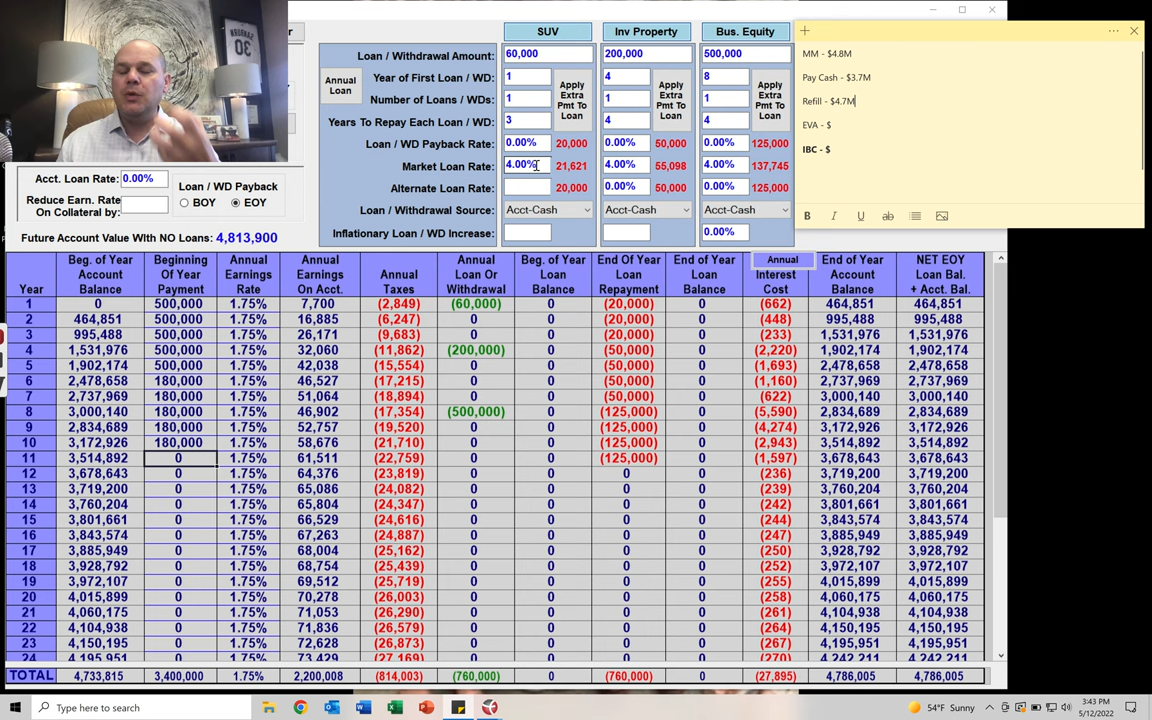 SUV Inv Property Bus. Equity
Loan / Withdrawal Amount: 60,000 200,000 500,000
Annual Loan
Year of First Loan / WD: 1 4 8
Number of Loans / WDs: 1 1 1
Years To Repay Each Loan / WD: 3 4 4
Apply Extra Pmt To Loan Apply Extra Pmt To Loan Apply Extra Pmt To Loan
Loan / WD Payback Rate: 0.00% 20,000 0.00% 50,000 0.00% 125,000
Market Loan Rate: 4.00% 21,621 4.00% 55,098 4.00% 137,745
Alternate Loan Rate: 20,000 0.00% 50,000 0.00% 125,000
Loan / Withdrawal Source: Acct-Cash Acct-Cash Acct-Cash
Inflationary Loan / WD Increase: 0.00%
MM - $4.8M
Pay Cash - $3.7M
Refill - $4.7M
EVA - $
IBC - $
B I U ab
Acct. Loan Rate: 0.00%
Reduce Earn. Rate On Collateral by:
Loan / WD Payback
BOY EOY
Future Account Value WIth NO Loans: 4,813,900
Year Beg. of Year Account Balance Beginning Of Year Payment Annual Earnings Rate Annual Earnings On Acct. Annual Taxes Annual Loan Or Withdrawal Beg. of Year Loan Balance End Of Year Loan Repayment End of Year Loan Balance Annual Interest Cost End of Year Account Balance NET EOY Loan Bal. + Acct. Bal.
1 0 500,000 1.75% 7,700 (2,849) (60,000) 0 (20,000) 0 (662) 464,851 464,851
2 464,851 500,000 1.75% 16,885 (6,247) 0 0 (20,000) 0 (448) 995,488 995,488
3 995,488 500,000 1.75% 26,171 (9,683) 0 0 (20,000) 0 (233) 1,531,976 1,531,976
4 1,531,976 500,000 1.75% 32,060 (11,862) (200,000) 0 (50,000) 0 (2,220) 1,902,174 1,902,174
5 1,902,174 500,000 1.75% 42,038 (15,554) 0 0 (50,000) 0 (1,693) 2,478,658 2,478,658
6 2,478,658 180,000 1.75% 46,527 (17,215) 0 0 (50,000) 0 (1,160) 2,737,969 2,737,969
7 2,737,969 180,000 1.75% 51,064 (18,894) 0 0 (50,000) 0 (622) 3,000,140 3,000,140
8 3,000,140 180,000 1.75% 46,902 (17,354) (500,000) 0 (125,000) 0 (5,590) 2,834,689 2,834,689
9 2,834,689 180,000 1.75% 52,757 (19,520) 0 0 (125,000) 0 (4,274) 3,172,926 3,172,926
10 3,172,926 180,000 1.75% 58,676 (21,710) 0 0 (125,000) 0 (2,943) 3,514,892 3,514,892
11 3,514,892 0 1.75% 61,511 (22,759) 0 0 (125,000) 0 (1,597) 3,678,643 3,678,643
12 3,678,643 0 1.75% 64,376 (23,819) 0 0 0 0 (236) 3,719,200 3,719,200
13 3,719,200 0 1.75% 65,086 (24,082) 0 0 0 0 (239) 3,760,204 3,760,204
14 3,760,204 0 1.75% 65,804 (24,347) 0 0 0 0 (242) 3,801,661 3,801,661
15 3,801,661 0 1.75% 66,529 (24,616) 0 0 0 0 (244) 3,843,574 3,843,574
16 3,843,574 0 1.75% 67,263 (24,887) 0 0 0 0 (247) 3,885,949 3,885,949
17 3,885,949 0 1.75% 68,004 (25,162) 0 0 0 0 (250) 3,928,792 3,928,792
18 3,928,792 0 1.75% 68,754 (25,439) 0 0 0 0 (252) 3,972,107 3,972,107
19 3,972,107 0 1.75% 69,512 (25,719) 0 0 0 0 (255) 4,015,899 4,015,899
20 4,015,899 0 1.75% 70,278 (26,003) 0 0 0 0 (258) 4,060,175 4,060,175
21 4,060,175 0 1.75% 71,053 (26,290) 0 0 0 0 (261) 4,104,938 4,104,938
22 4,104,938 0 1.75% 71,836 (26,579) 0 0 0 0 (264) 4,150,195 4,150,195
23 4,150,195 0 1.75% 72,628 (26,873) 0 0 0 0 (267) 4,195,951 4,195,951
24 4,195,951 0 1.75% 73,429 (27,169) 0 0 0 0 (270) 4,242,211 4,242,211
TOTAL 4,733,815 3,400,000 1.75% 2,200,008 (814,003) (760,000) 0 (760,000) 0 (27,895) 4,786,005 4,786,005
Type here to search
54°F Sunny
3:43 PM
5/12/2022